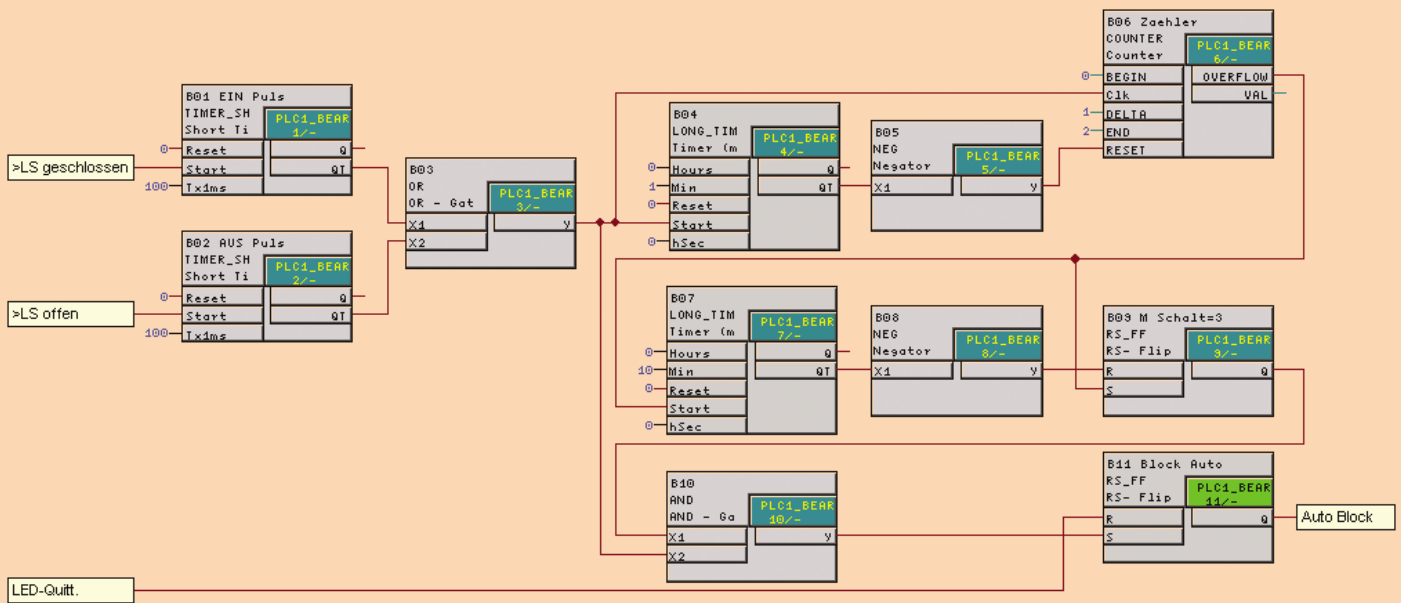 B01 EIN Puls
TIMER_SH
Short Ti
PLC1_BEAR
1/-
0
Reset
Q
>LS geschlossen
Start
QT
100
Tx1ms
B02 AUS Puls
TIMER_SH
Short Ti
PLC1_BEAR
2/-
0
Reset
Q
>LS offen
Start
QT
100
Tx1ms
B03
OR
OR - Gat
PLC1_BEAR
3/-
X1
Y
X2
B04
LONG_TIM
Timer (m
PLC1_BEAR
4/-
0
Hours
Q
1
Min
QT
0
Reset
Start
0
hSec
B05
NEG
Negator
PLC1_BEAR
5/-
X1
Y
B06 Zaehler
COUNTER
Counter
PLC1_BEAR
6/-
0
BEGIN
OVERFLOW
Clk
VAL
1
DELTA
2
END
RESET
B07
LONG_TIM
Timer (m
PLC1_BEAR
7/-
0
Hours
Q
10
Min
QT
0
Reset
Start
0
hSec
B08
NEG
Negator
PLC1_BEAR
8/-
X1
Y
B09 M Schalt=3
RS_FF
RS- Flip
PLC1_BEAR
9/-
R
Q
S
B10
AND
AND - Ga
PLC1_BEAR
10/-
X1
Y
X2
B11 Block Auto
RS_FF
RS- Flip
PLC1_BEAR
11/-
R
Q
Auto Block
S
LED-Quitt.